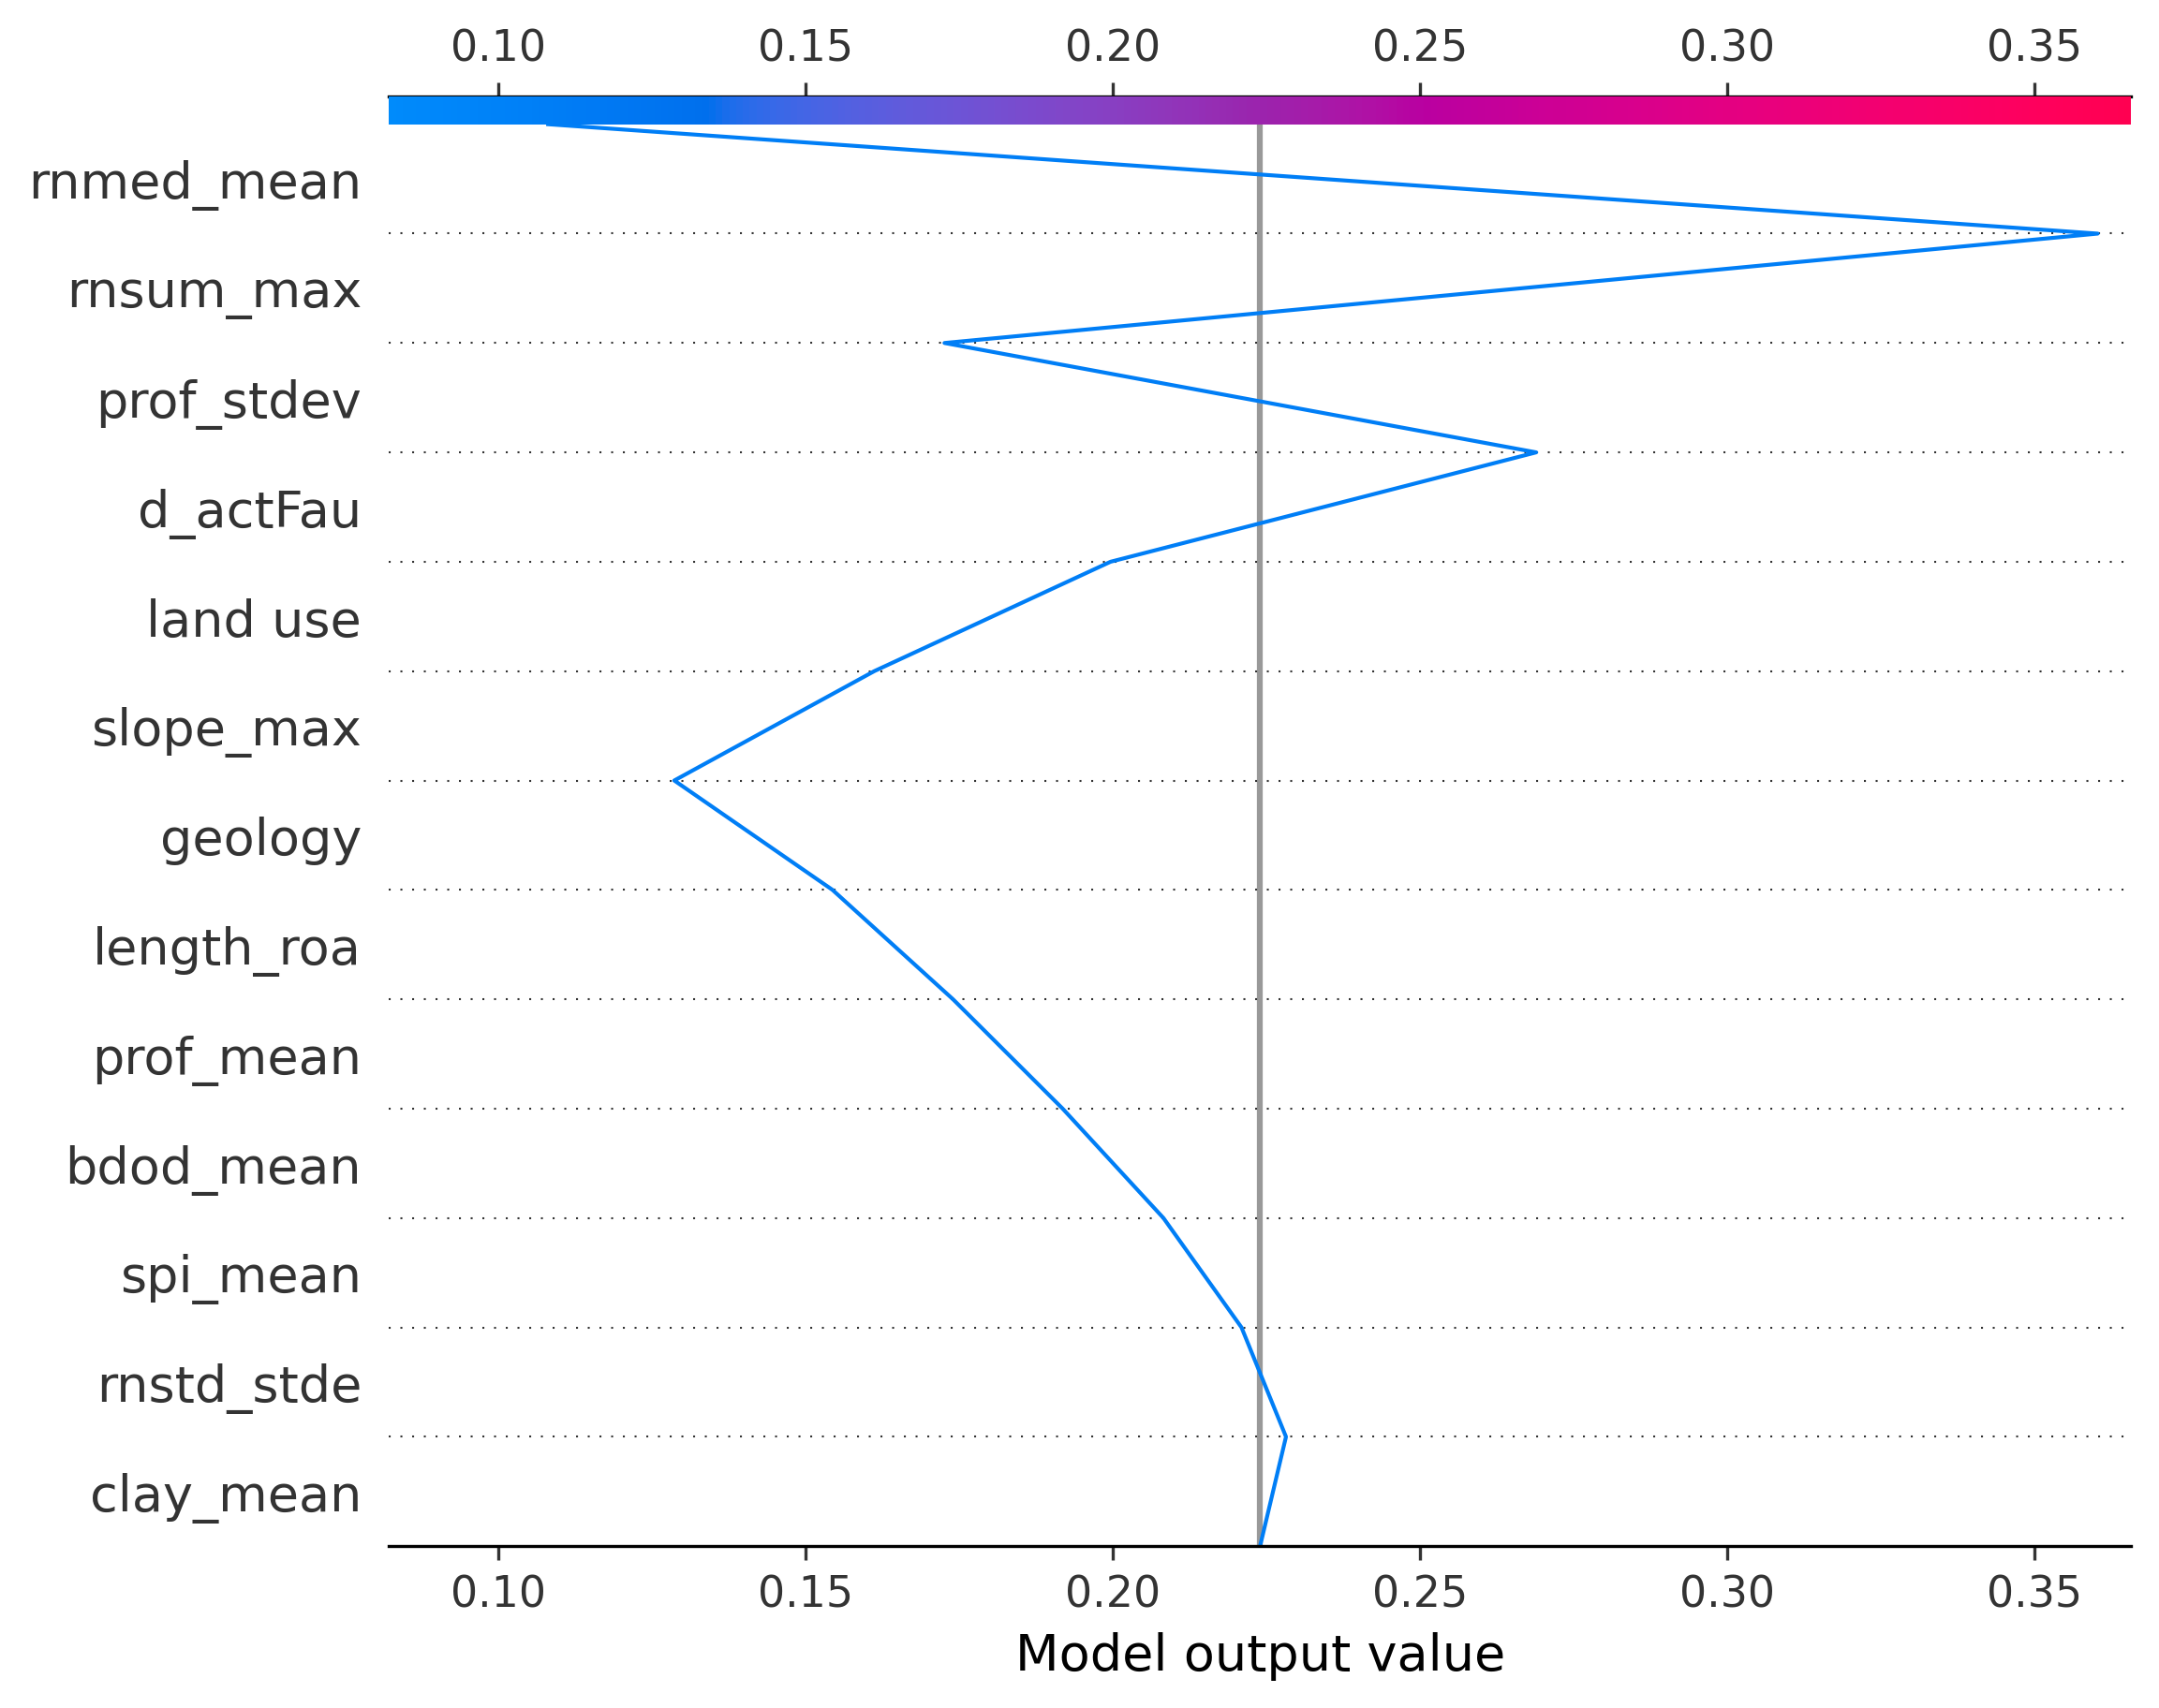 0.10 0.15 0.20 0.25 0.30 0.35
rnmed_mean
rnsum_max
prof_stdev
d_actFau
land use
slope_max
geology
length_roa
prof_mean
bdod_mean
spi_mean
rnstd_stde
clay_mean
0.10 0.15 0.20 0.25 0.30 0.35
Model output value